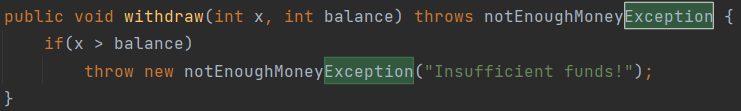 public void withdraw(int x, int balance) throws notEnoughMoneyException {
    if(x > balance)
        throw new notEnoughMoneyException("Insufficient funds!");
}